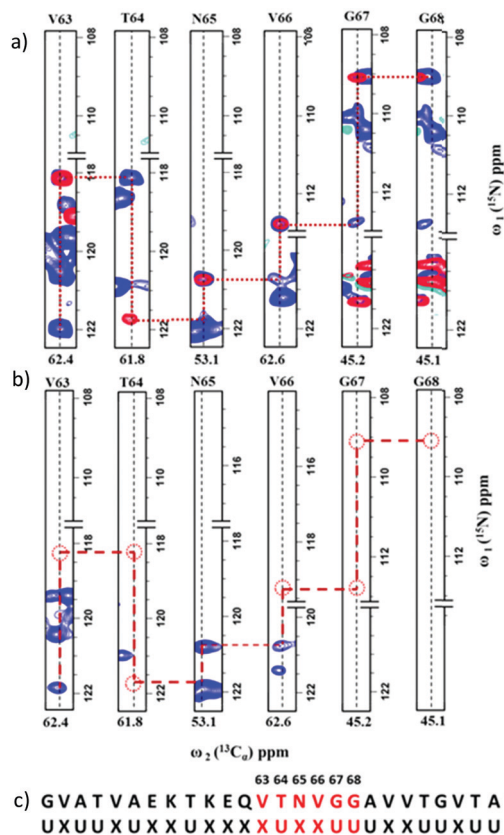 a)
V63 T64 N65 V66 G67 G68
108 108
110 110
112 112
118
120 120
122 122
ω1 (15N) ppm
62.4 61.8 53.1 62.6 45.2 45.1
b)
V63 T64 N65 V66 G67 G68
108 108
110 116 110
118 118 112
120 120 120
122 122 122
ω1 (15N) ppm
62.4 61.8 53.1 62.6 45.2 45.1
ω2 (13Cα) ppm
63 64 65 66 67 68
c) G V A T V A E K T K E Q V T N V G G A V V T G V T A
U X U U X U X X U X U U X U X X U U U X X U U X U U